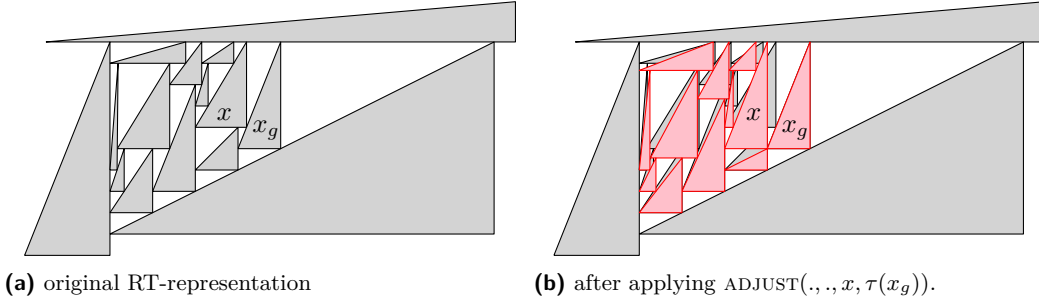 x
x_g
x
x_g
(a) original RT-representation
(b) after applying ADJUST(., ., x, τ(x_g)).